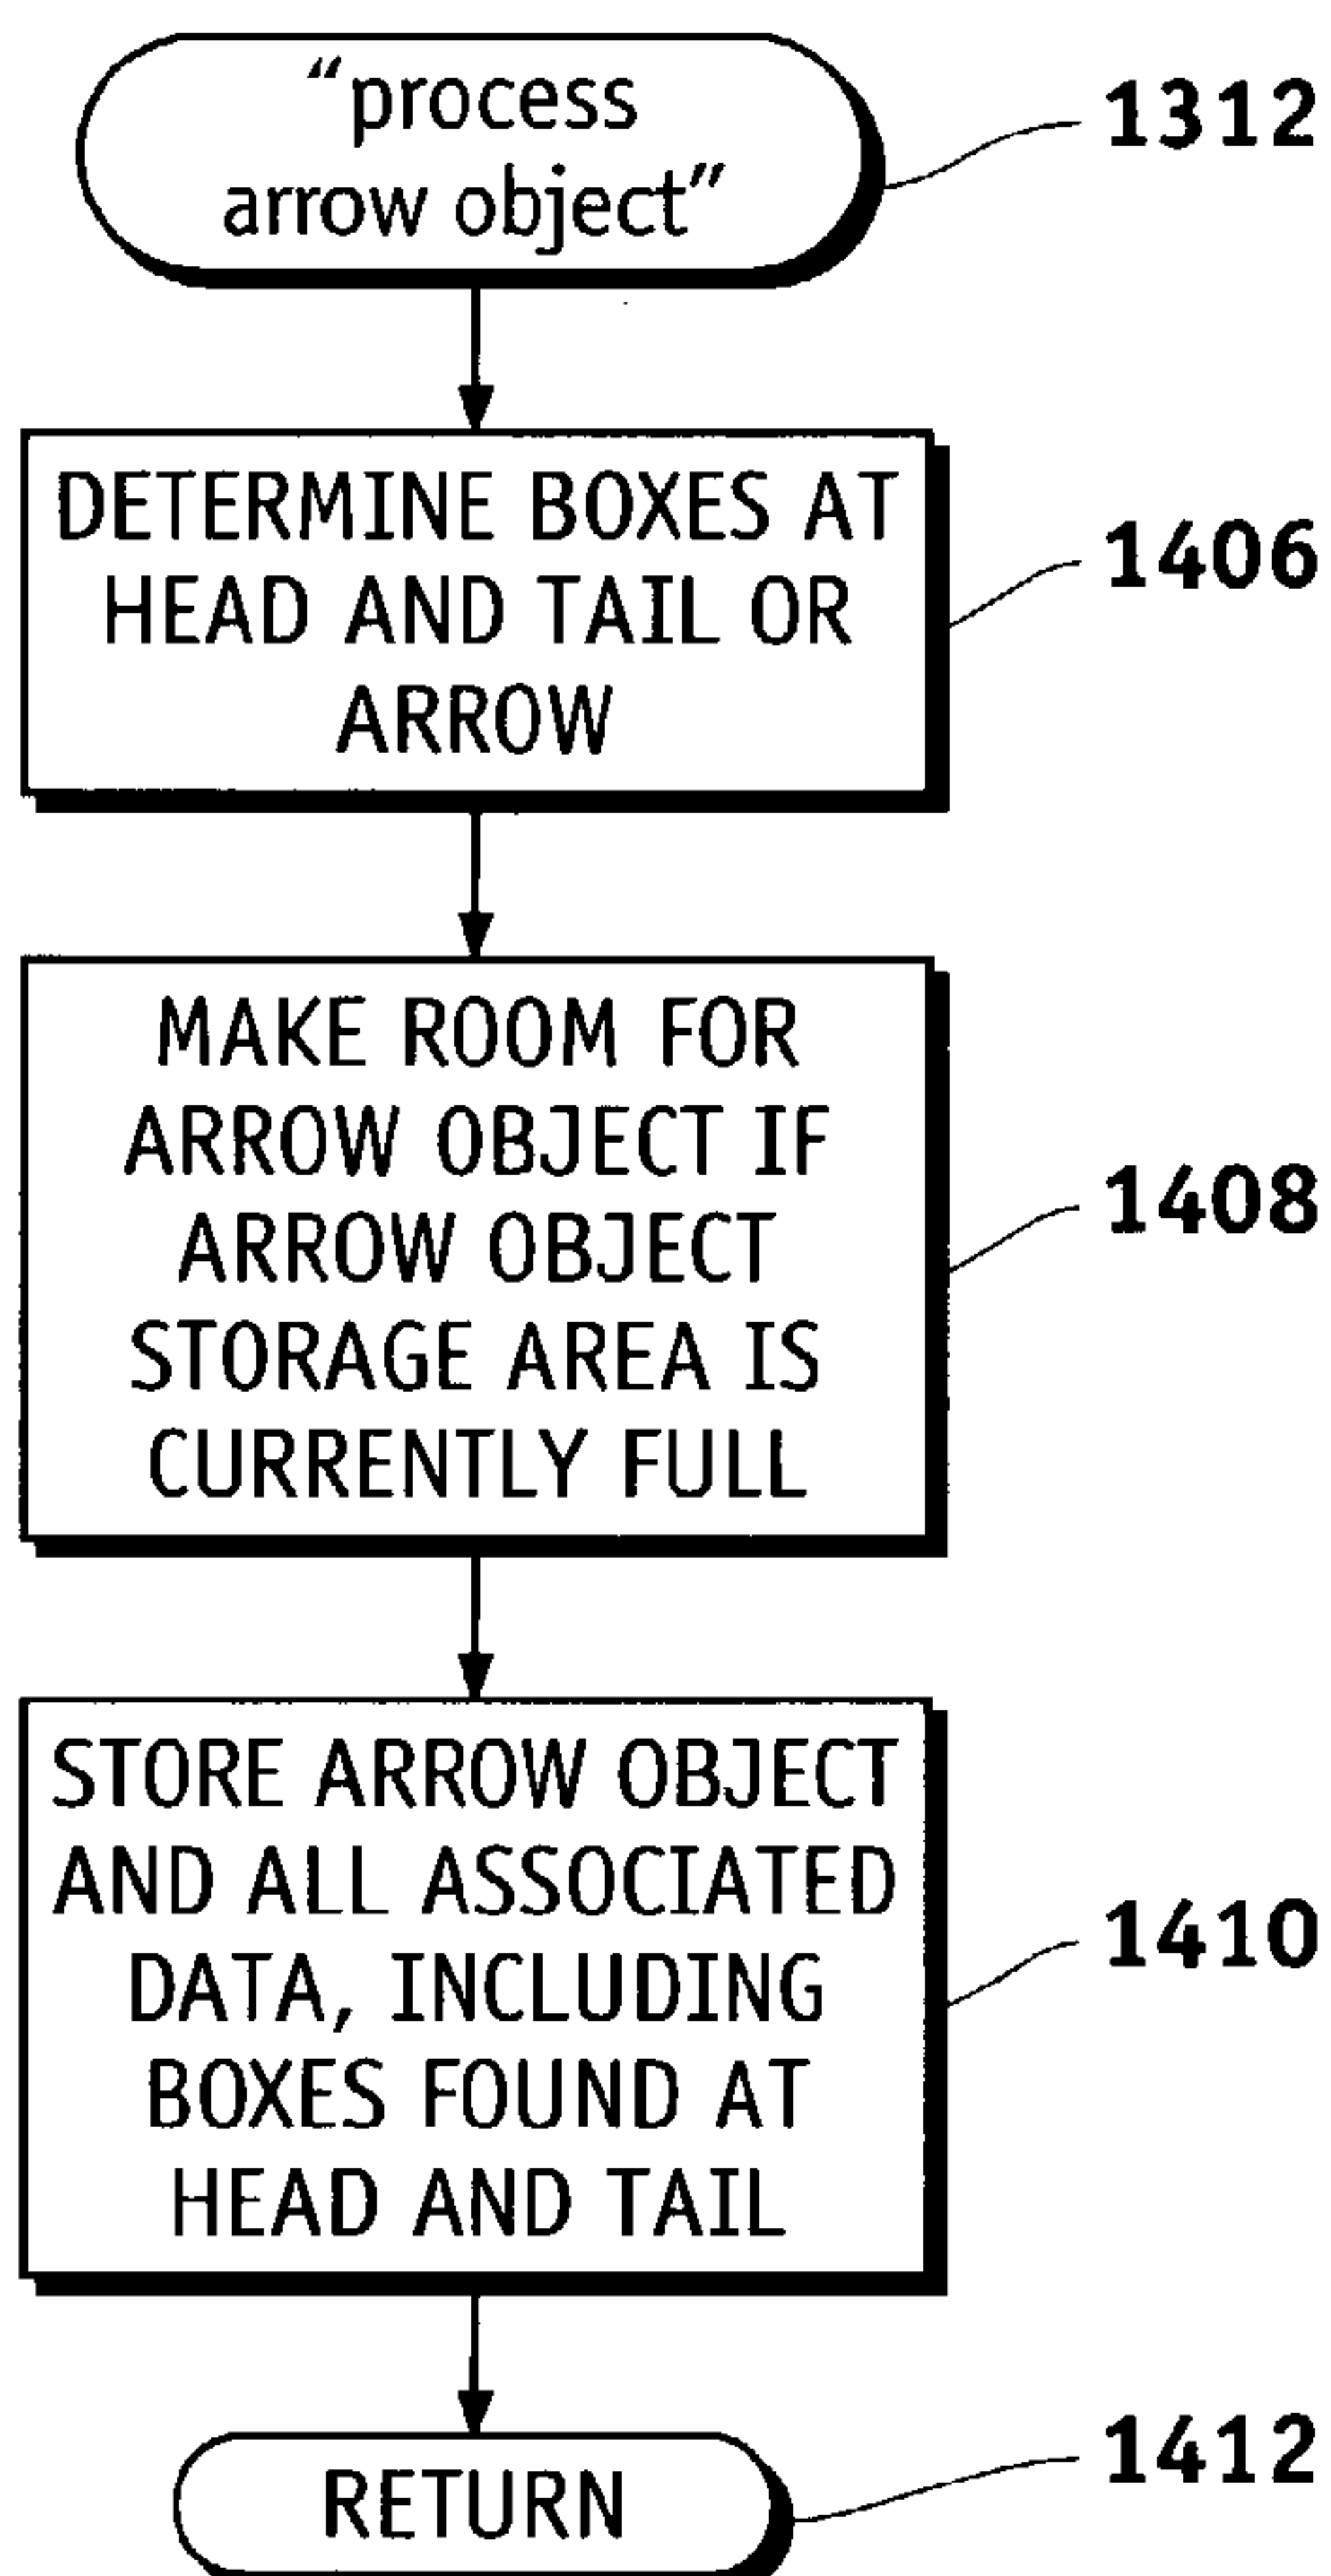 “process
arrow object”
1312
DETERMINE BOXES AT
HEAD AND TAIL OR
ARROW
1406
MAKE ROOM FOR
ARROW OBJECT IF
ARROW OBJECT
STORAGE AREA IS
CURRENTLY FULL
1408
STORE ARROW OBJECT
AND ALL ASSOCIATED
DATA, INCLUDING
BOXES FOUND AT
HEAD AND TAIL
1410
RETURN
1412